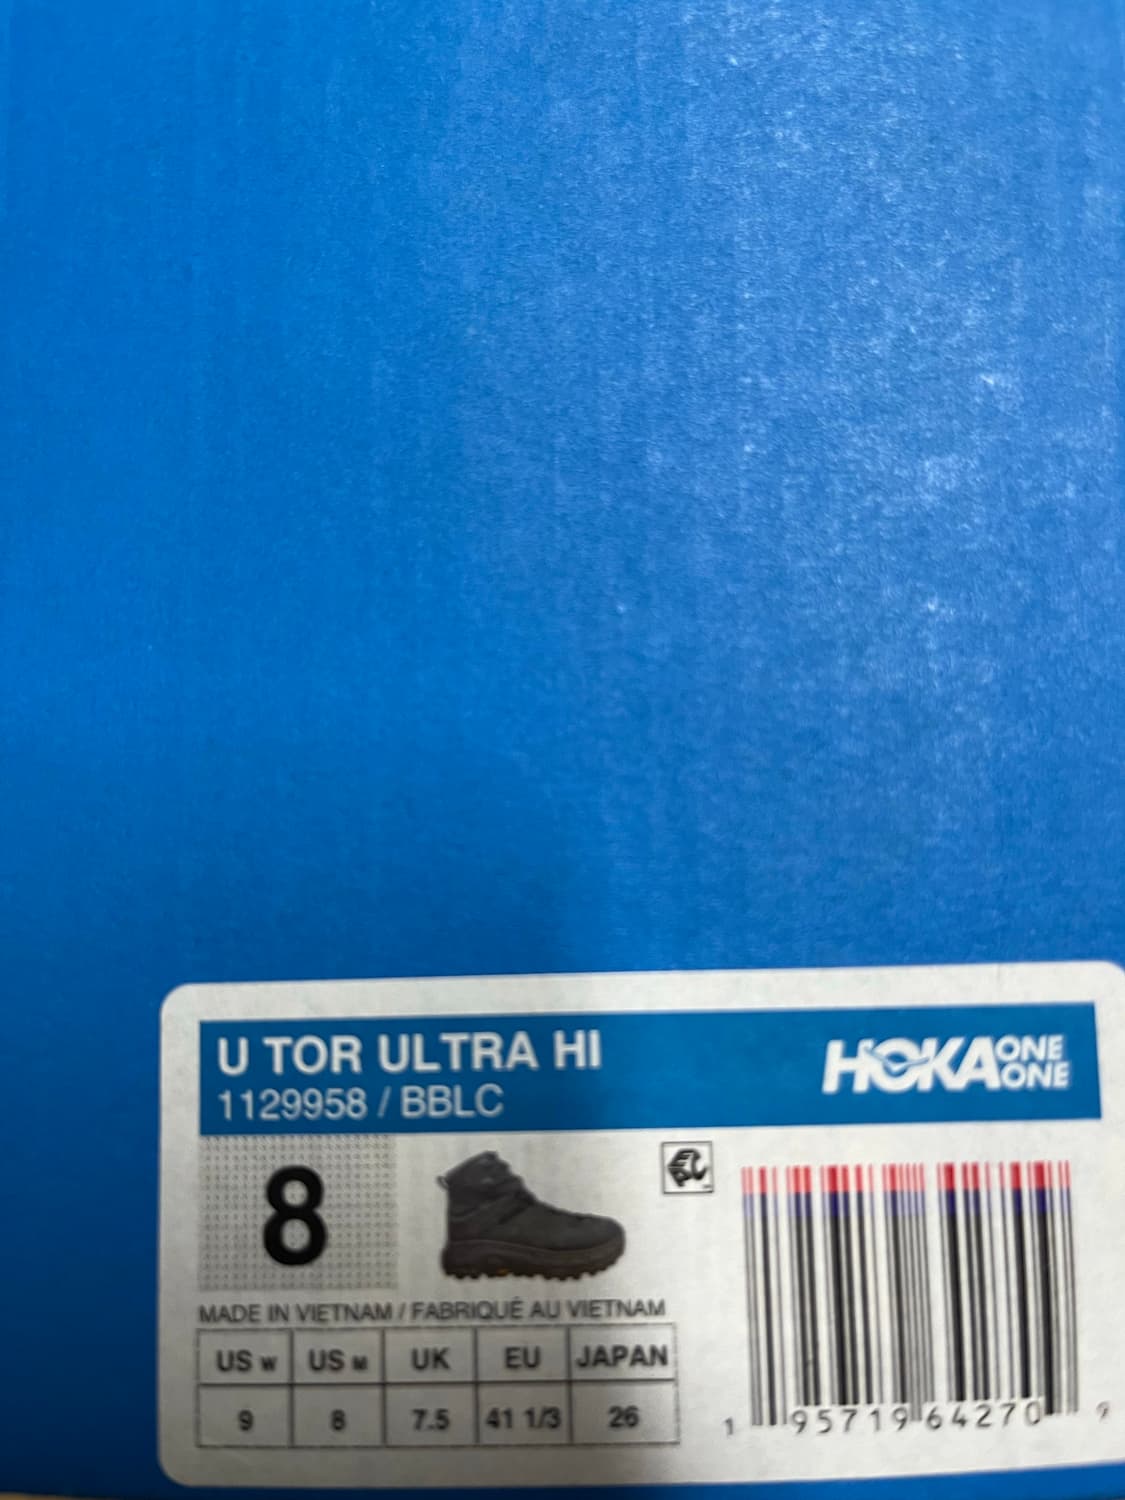 U TOR ULTRA HI
1129958 / BBLC
HOKA ONE ONE
8
MADE IN VIETNAM / FABRIQUÉ AU VIETNAM
US W US M UK EU JAPAN
9 8 7.5 41 1/3 26
1 95719 64270 9